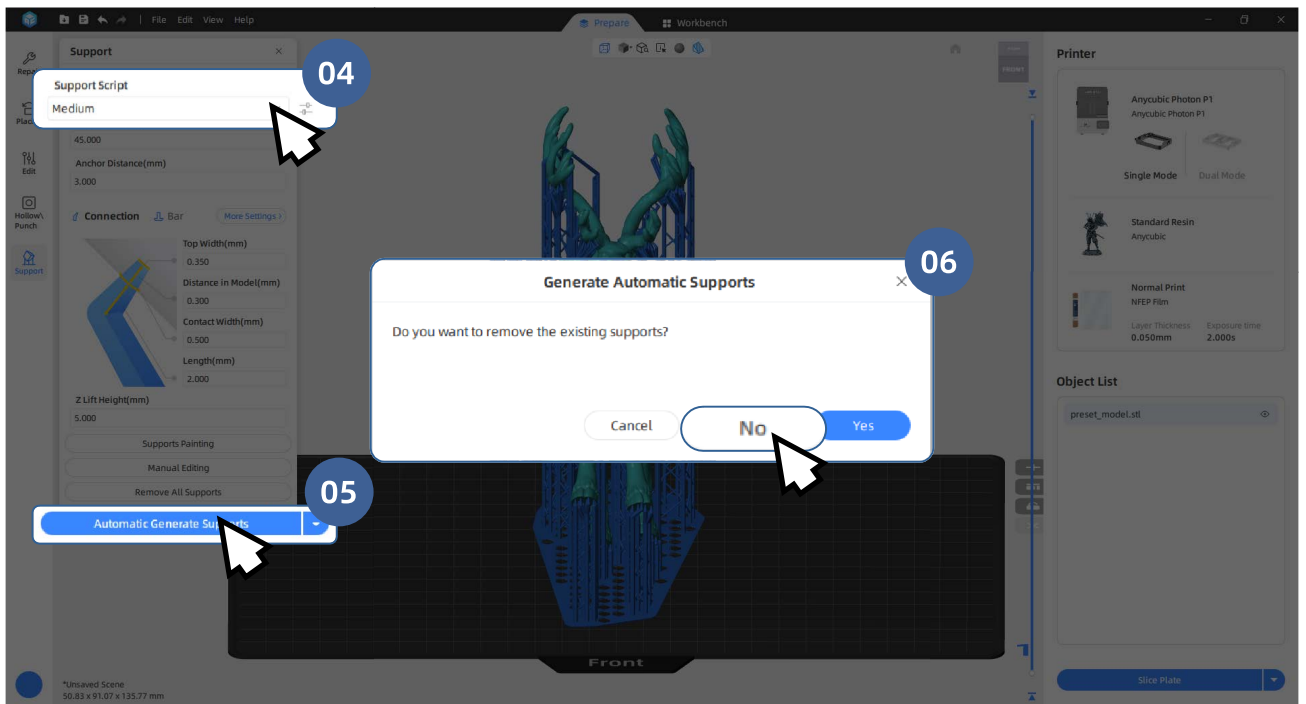 File Edit View Help
Prepare
Workbench
Support
04
Repair
Support Script
Medium
45.000
Anchor Distance(mm)
3.000
Edit
Hollow\
Punch
Support
Connection
Bar
More Settings >
Top Width(mm)
0.350
Distance in Model(mm)
0.300
Contact Width(mm)
0.500
Length(mm)
2.000
Z Lift Height(mm)
5.000
Supports Painting
Manual Editing
Remove All Supports
05
Automatic Generate Supports
06
Generate Automatic Supports
Do you want to remove the existing supports?
Cancel
No
Yes
FRONT
Front
*Unsaved Scene
50.83 x 91.07 x 135.77 mm
Printer
Anycubic Photon P1
Anycubic Photon P1
Single Mode
Dual Mode
Standard Resin
Anycubic
Normal Print
NFEP Film
Layer Thickness Exposure time
0.050mm 2.000s
Object List
preset_model.stl
Slice Plate